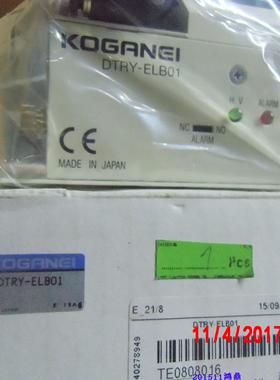 KOGANEI
DTRY-ELB01
H.V ALARM
NC NO
ALARM
CE
MADE IN JAPAN
KOGANEI
DTRY-ELB01
1 Pcs
E_21/8 15/09
DTRY-ELB01
40278949
TE0808016
11/4/2017